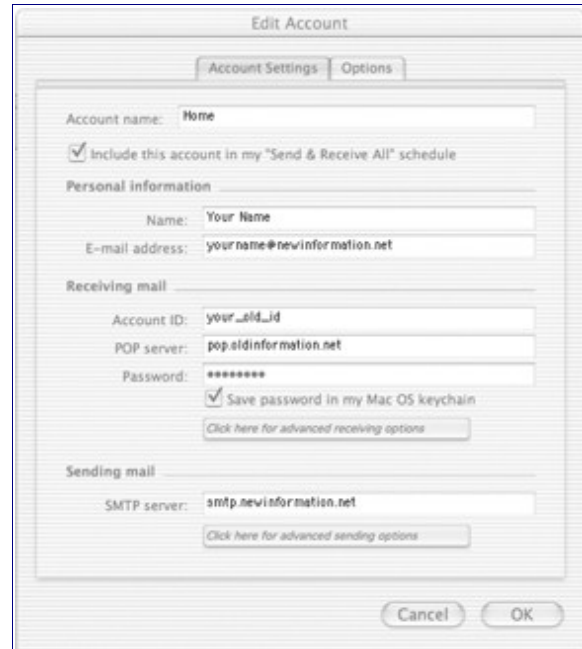 Edit Account
Account Settings Options
Account name: Home
Include this account in my "Send & Receive All" schedule
Personal information
Name: Your Name
E-mail address: yourname@newinformation.net
Receiving mail
Account ID: your_old_id
POP server: pop.oldinformation.net
Password: ********
Save password in my Mac OS keychain
Click here for advanced receiving options
Sending mail
SMTP server: smtp.newinformation.net
Click here for advanced sending options
Cancel OK